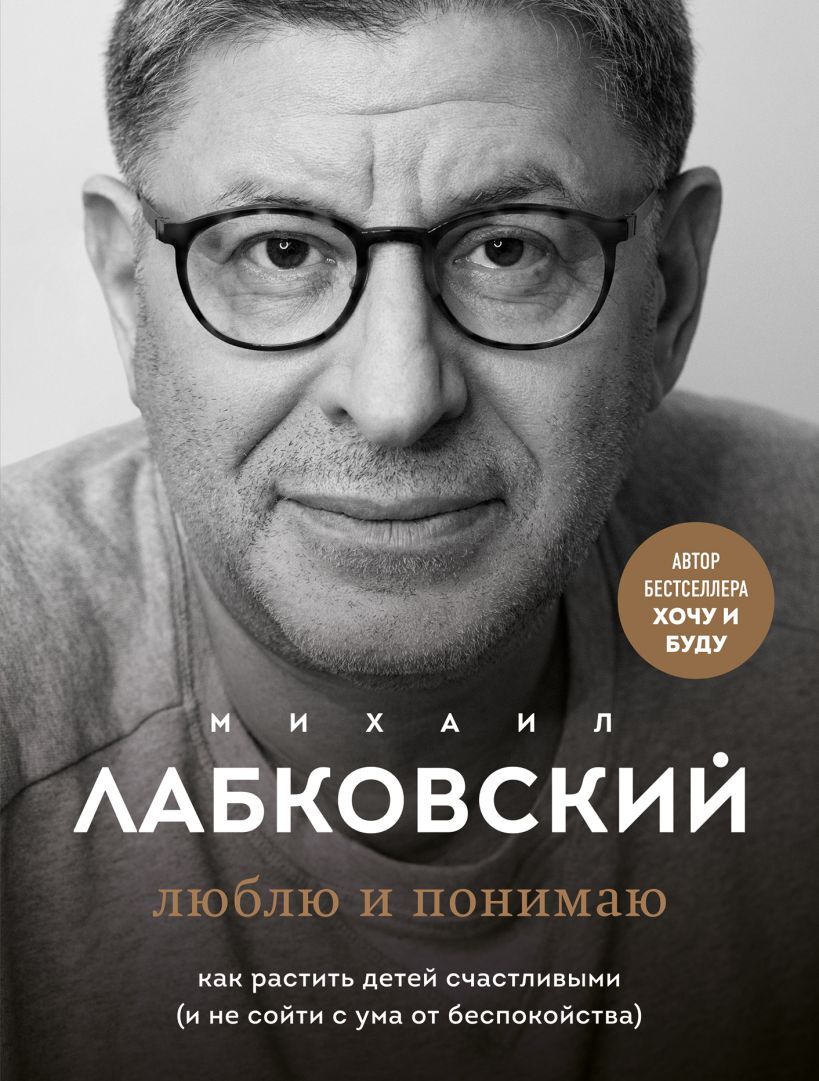 АВТОР
БЕСТСЕЛЛЕРА
ХОЧУ И
БУДУ
МИХАИЛ
ЛАБКОВСКИЙ
люблю и понимаю
как растить детей счастливыми
(и не сойти с ума от беспокойства)